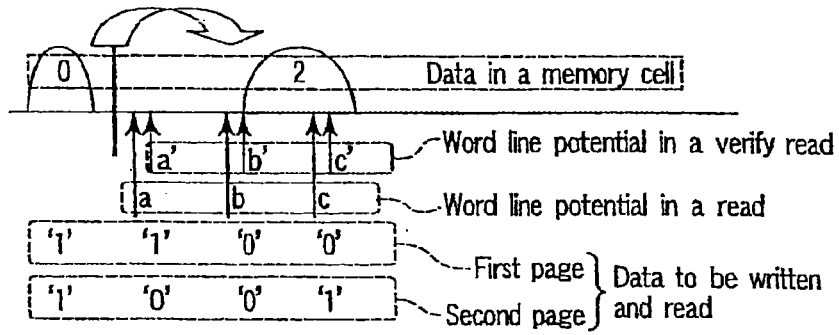 0 2 Data in a memory cell
a' b' c' Word line potential in a verify read
a b c Word line potential in a read
'1' '1' '0' '0' First page
Data to be written
and read
'1' '0' '0' '1' Second page